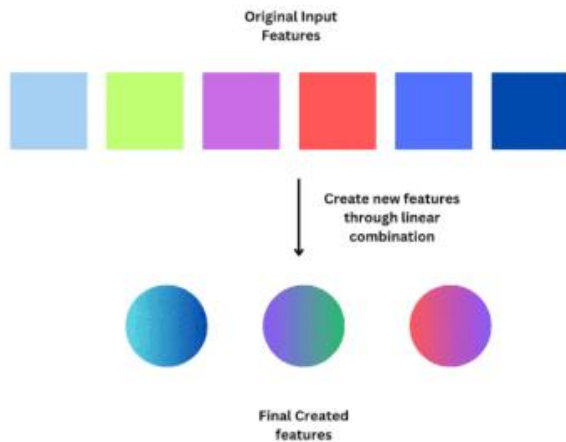 Original Input
Features
Create new features
through linear
combination
Final Created
features